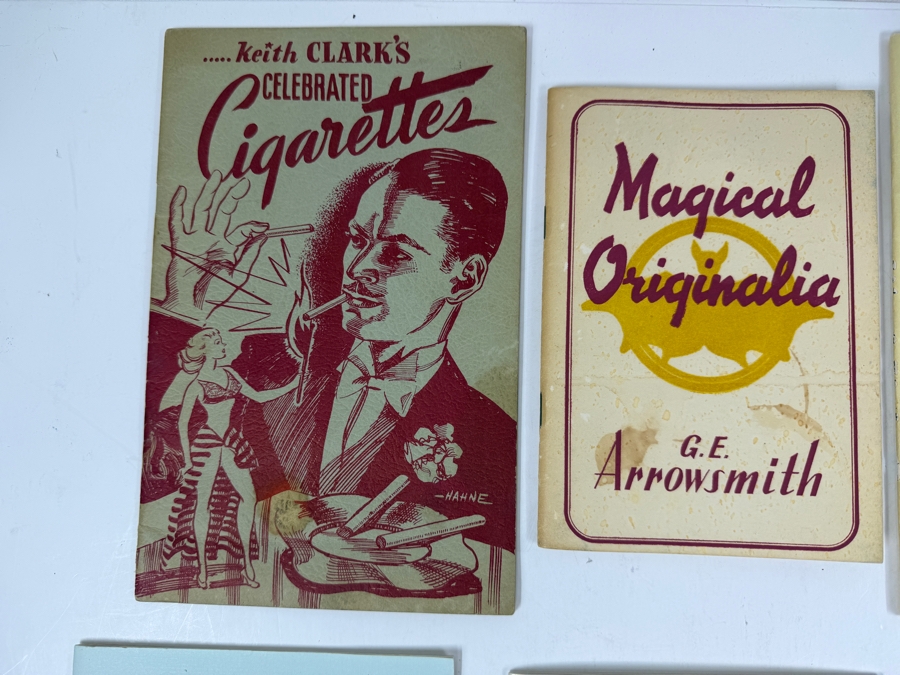 ..... Keith CLARK'S
CELEBRATED
Cigarettes
-HAHNE
Magical
Originalia
G.E.
Arrowsmith